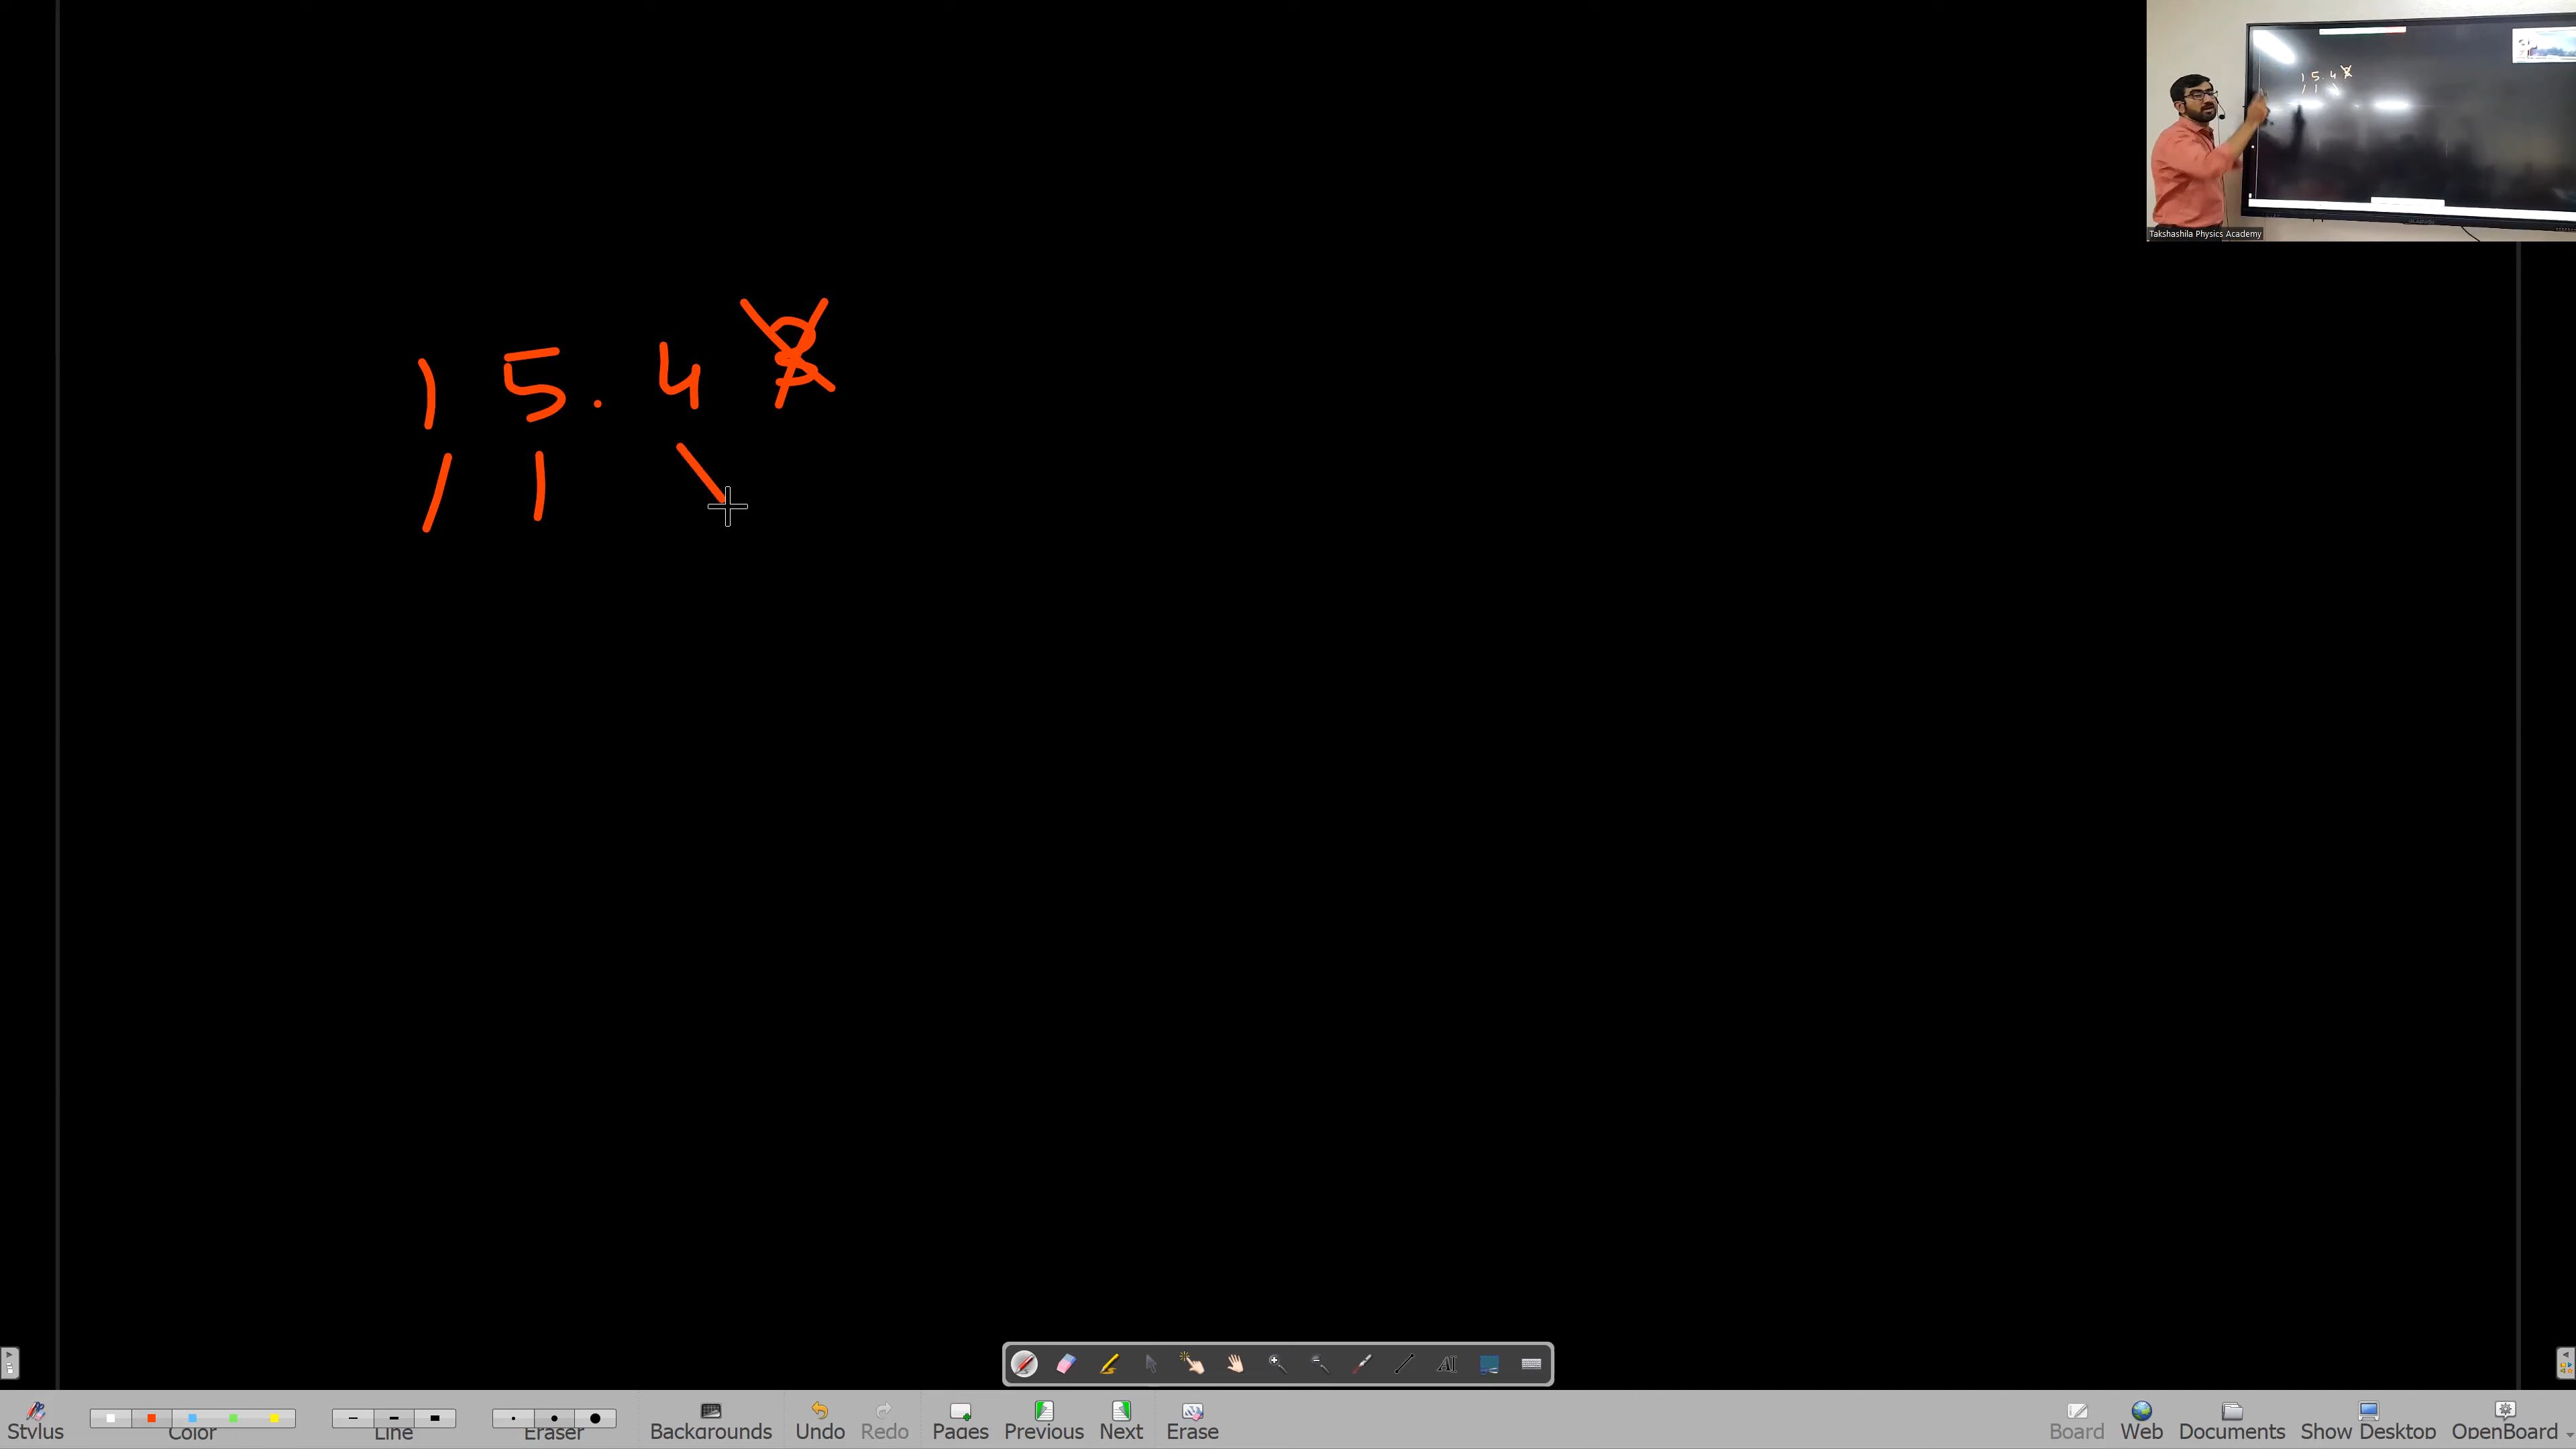 15.4
Takshashila Physics Academy
Stylus Color Line Eraser Backgrounds Undo Redo Pages Previous Next Erase Board Web Documents Show Desktop OpenBoard